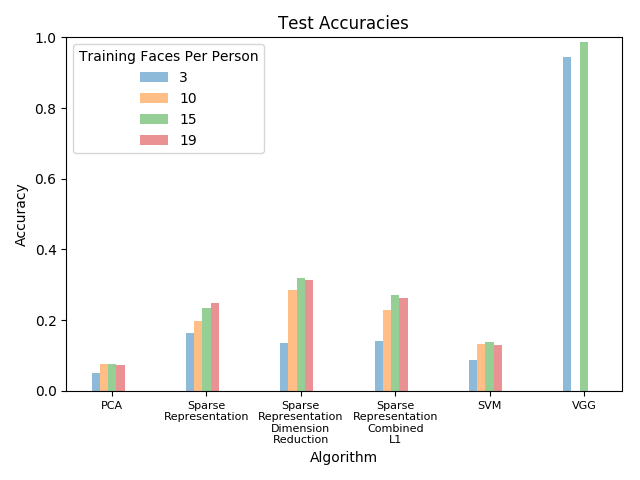 Test Accuracies
Training Faces Per Person
3
10
15
19
1.0
0.8
0.6
0.4
0.2
0.0
Accuracy
PCA
Sparse
Representation
Sparse
Representation
Dimension
Reduction
Sparse
Representation
Combined
L1
SVM
VGG
Algorithm